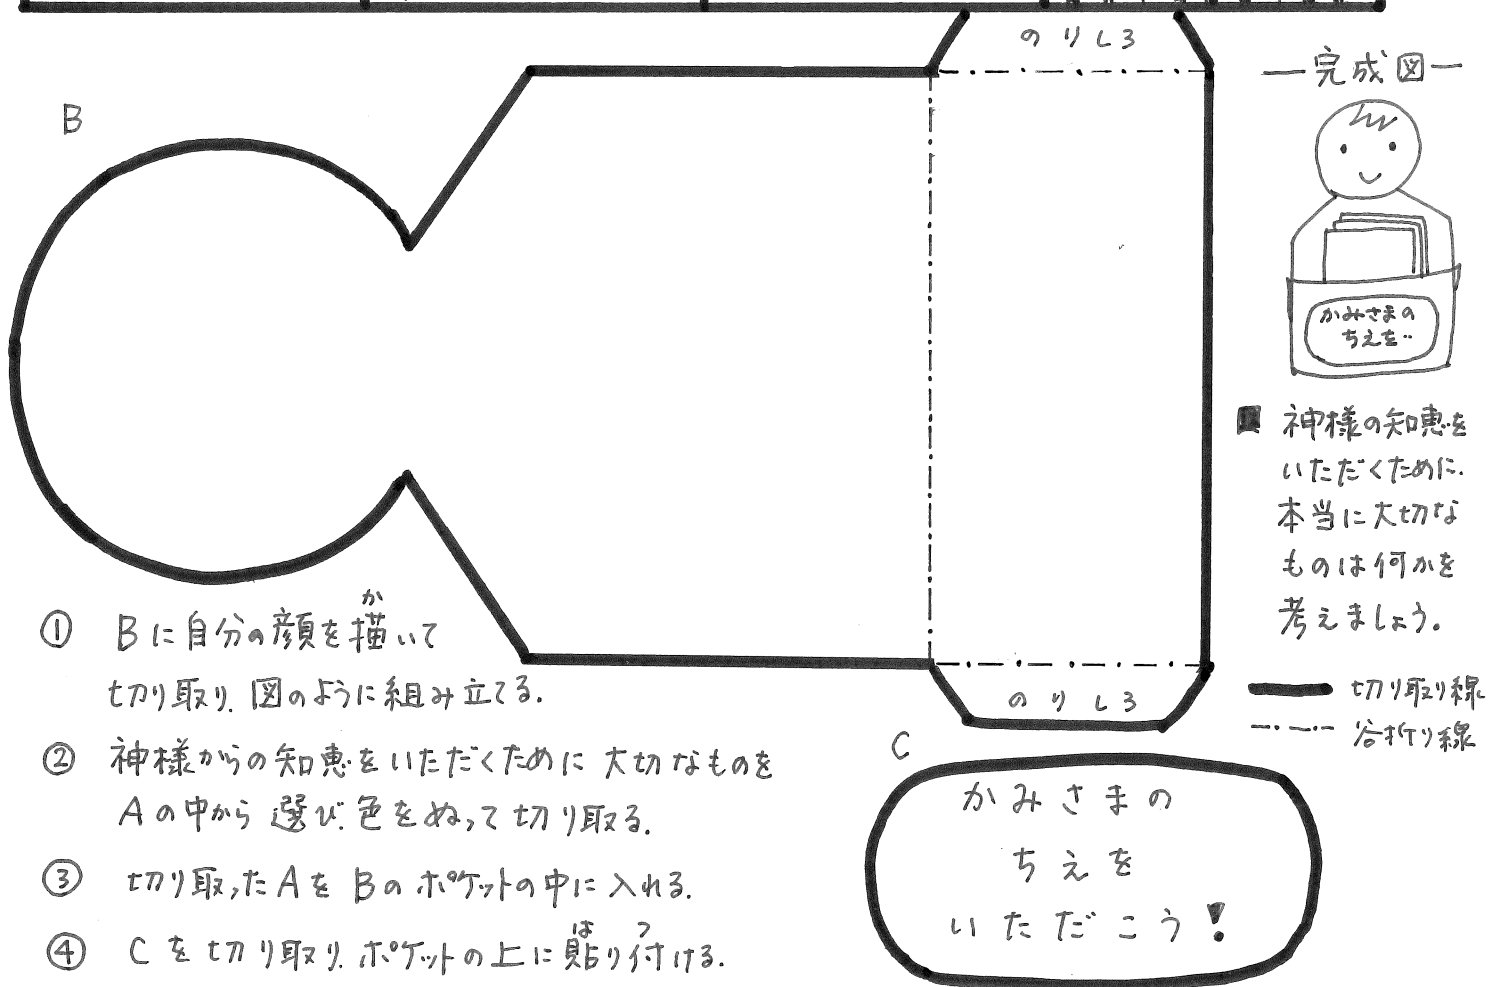 のりしろ
―完成図―
B
かみさまの
ちえを‥
■ 神様の知恵を
いただくために、
本当に大切な
ものは何かを
考えましょう。
か
① Bに自分の顔を描いて
切り取り、図のように組み立てる。
のりしろ
切り取り線
谷折り線
② 神様からの知恵をいただくために 大切なものを
Aの中から 選び、色をぬって切り取る。
③ 切り取ったAをBのポケットの中に入れる。
は つ
④ Cを切り取り、ポケットの上に貼り付ける。
C
かみさまの
ちえを
いただこう!